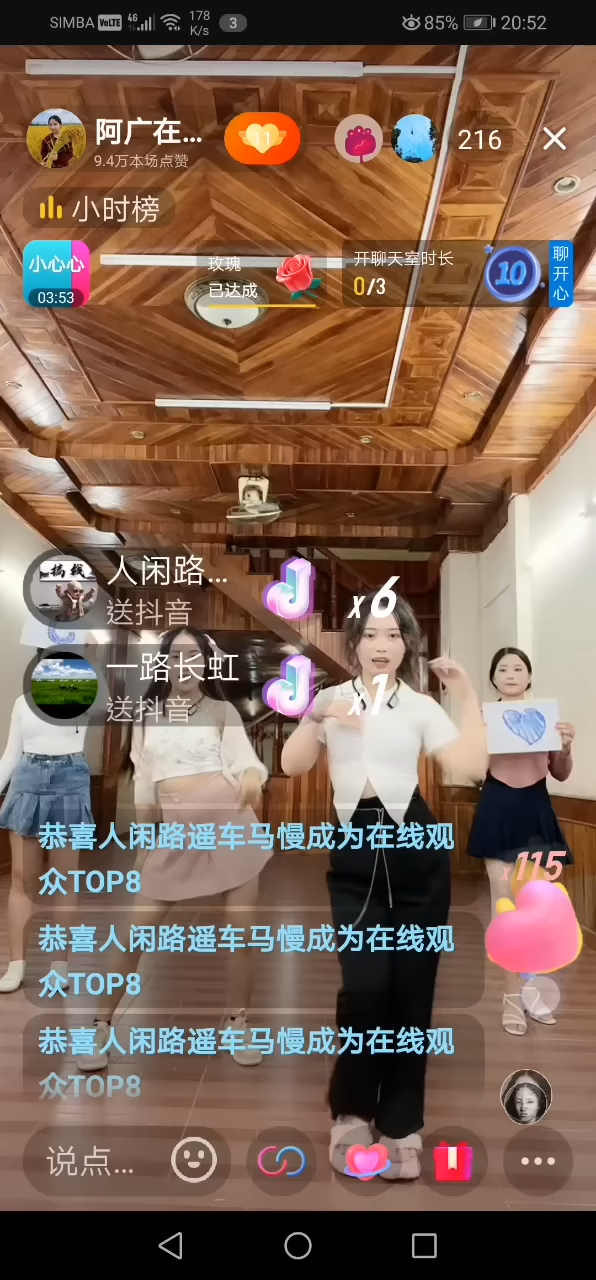 SIMBA VoLTE 4G 178 K/s 3 85% 20:52
阿广在... 11 216
9.4万本场点赞
小时榜
小心心
03:53
玫瑰
已达成
开聊天室时长
0/3
10
聊开心
搞钱
人闲路...
送抖音
x6
一路长虹
送抖音
x1
恭喜人闲路遥车马慢成为在线观
众TOP8
x115
恭喜人闲路遥车马慢成为在线观
众TOP8
恭喜人闲路遥车马慢成为在线观
众TOP8
说点...